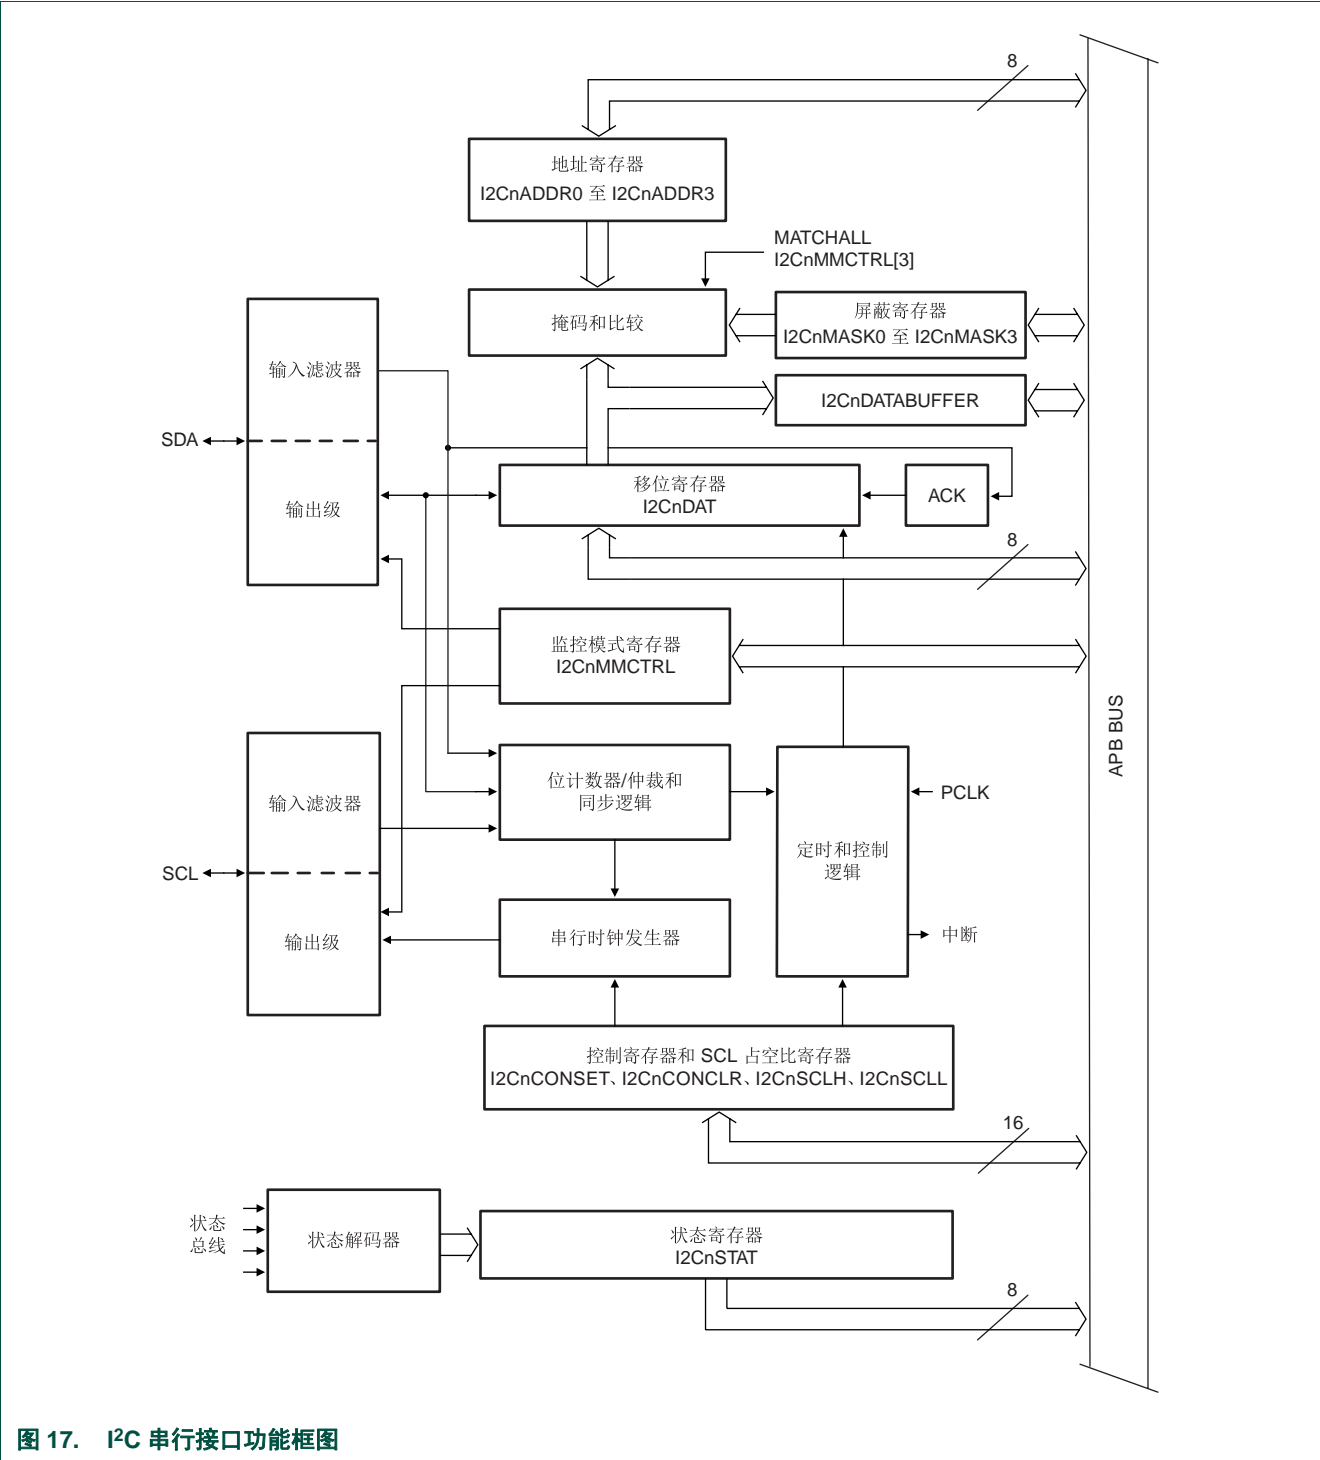 8
地址寄存器
I2CnADDR0 至 I2CnADDR3
MATCHALL
I2CnMMCTRL[3]
掩码和比较
屏蔽寄存器
I2CnMASK0 至 I2CnMASK3
输入滤波器
I2CnDATABUFFER
SDA
移位寄存器
I2CnDAT
ACK
输出级
8
监控模式寄存器
I2CnMMCTRL
APB BUS
输入滤波器
位计数器/仲裁和
同步逻辑
PCLK
定时和控制
逻辑
SCL
输出级
串行时钟发生器
中断
控制寄存器和 SCL 占空比寄存器
I2CnCONSET、I2CnCONCLR、I2CnSCLH、I2CnSCLL
16
状态
总线
状态解码器
状态寄存器
I2CnSTAT
8
图 17. I²C 串行接口功能框图